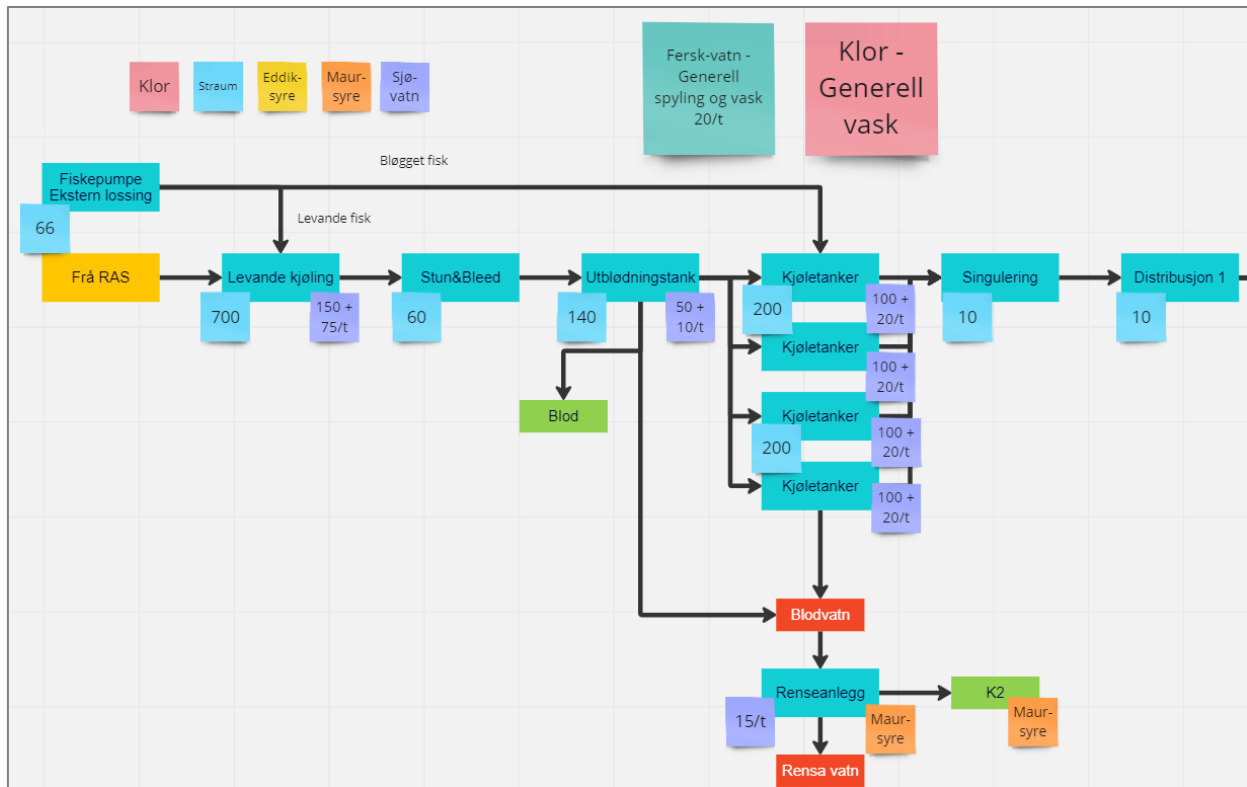 Klor
Straum
Eddik-
syre
Maur-
syre
Sjø-
vatn
Fersk-vatn -
Generell
spyling og vask
20/t
Klor -
Generell
vask
Bløgget fisk
Fiskepumpe
Ekstern lossing
66
Levande fisk
Frå RAS
Levande kjøling
700
150 +
75/t
Stun&Bleed
60
Utblødningstank
140
50 +
10/t
Kjøletanker
200
100 +
20/t
Kjøletanker
100 +
20/t
Kjøletanker
200
100 +
20/t
Kjøletanker
100 +
20/t
Singulering
10
Distribusjon 1
10
Blod
Blodvatn
Renseanlegg
15/t
Maur-
syre
K2
Maur-
syre
Rensa vatn